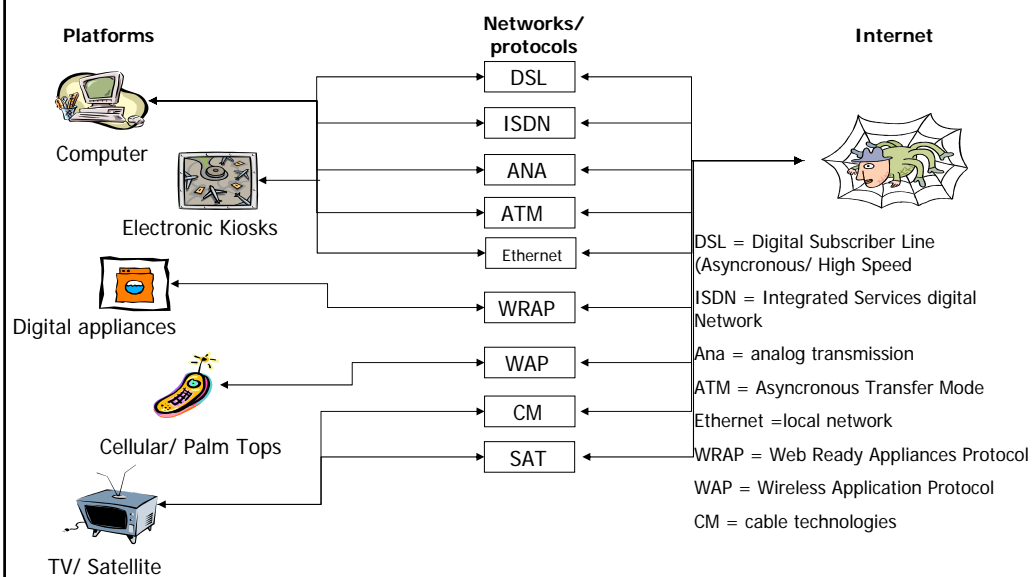 Platforms
Networks/
protocols
Internet
Computer
Electronic Kiosks
Digital appliances
Cellular/ Palm Tops
TV/ Satellite
DSL
ISDN
ANA
ATM
Ethernet
WRAP
WAP
CM
SAT
DSL = Digital Subscriber Line
(Asyncronous/ High Speed
ISDN = Integrated Services digital
Network
Ana = analog transmission
ATM = Asyncronous Transfer Mode
Ethernet =local network
WRAP = Web Ready Appliances Protocol
WAP = Wireless Application Protocol
CM = cable technologies